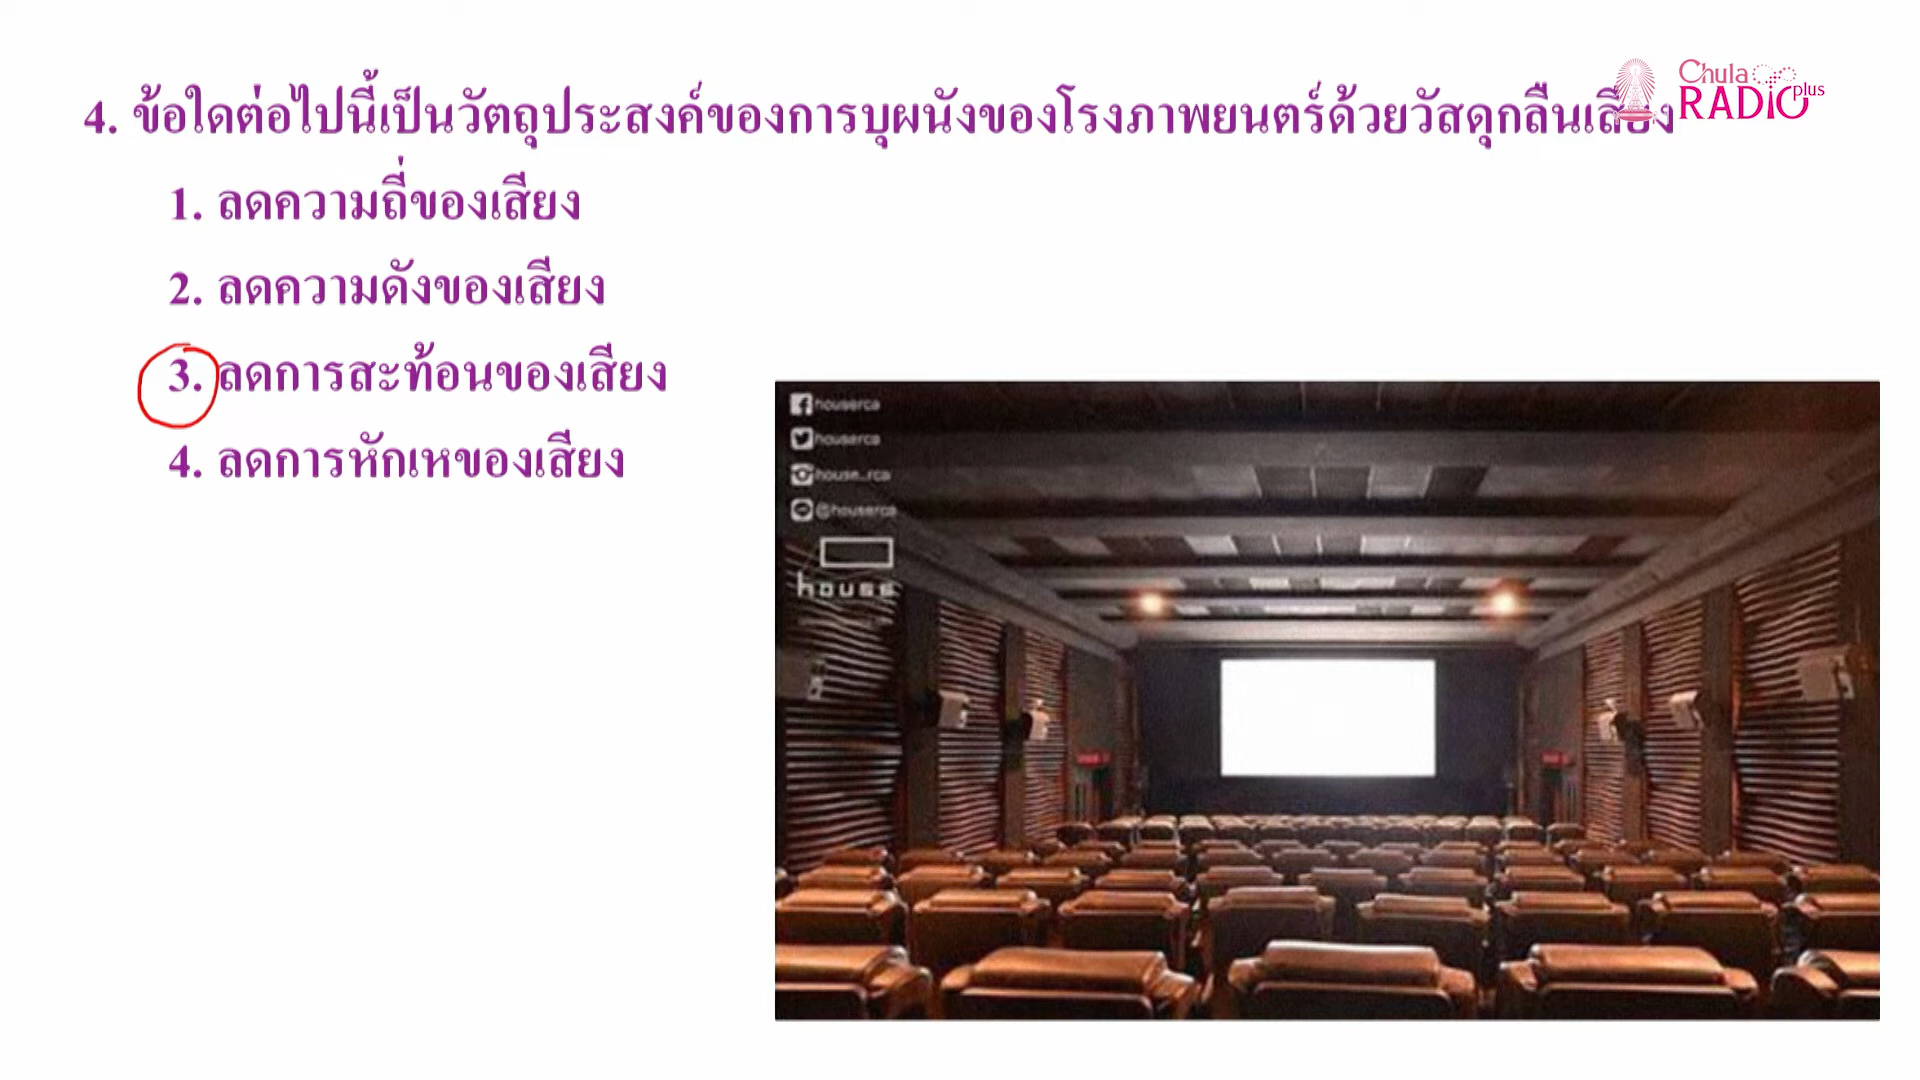 4. ข้อใดต่อไปนี้เป็นวัตถุประสงค์ของการบุผนังของโรงภาพยนตร์ด้วยวัสดุกลืนเสียง
Chula
RADIO plus
1. ลดความถี่ของเสียง
2. ลดความดังของเสียง
3. ลดการสะท้อนของเสียง
4. ลดการหักเหของเสียง
houserca
houserca
house_rca
@houserca
house